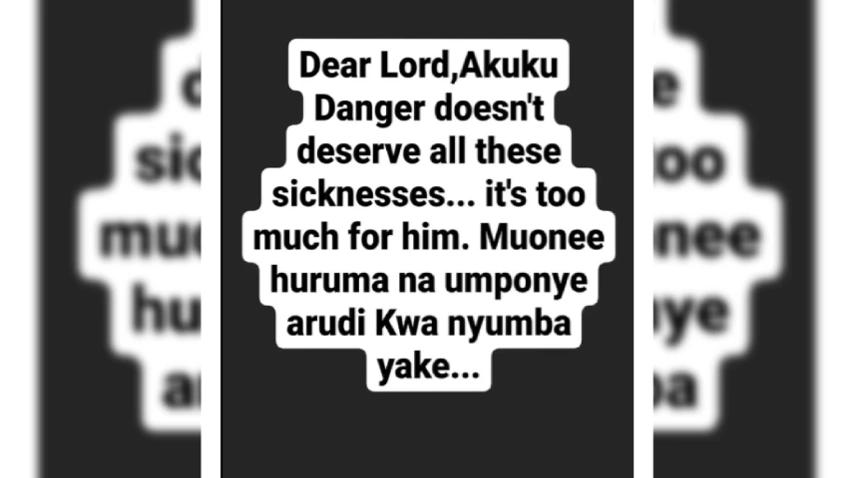 Dear Lord,Akuku
Danger doesn't
deserve all these
sicknesses... it's too
much for him. Muonee
huruma na umponye
arudi Kwa nyumba
yake...